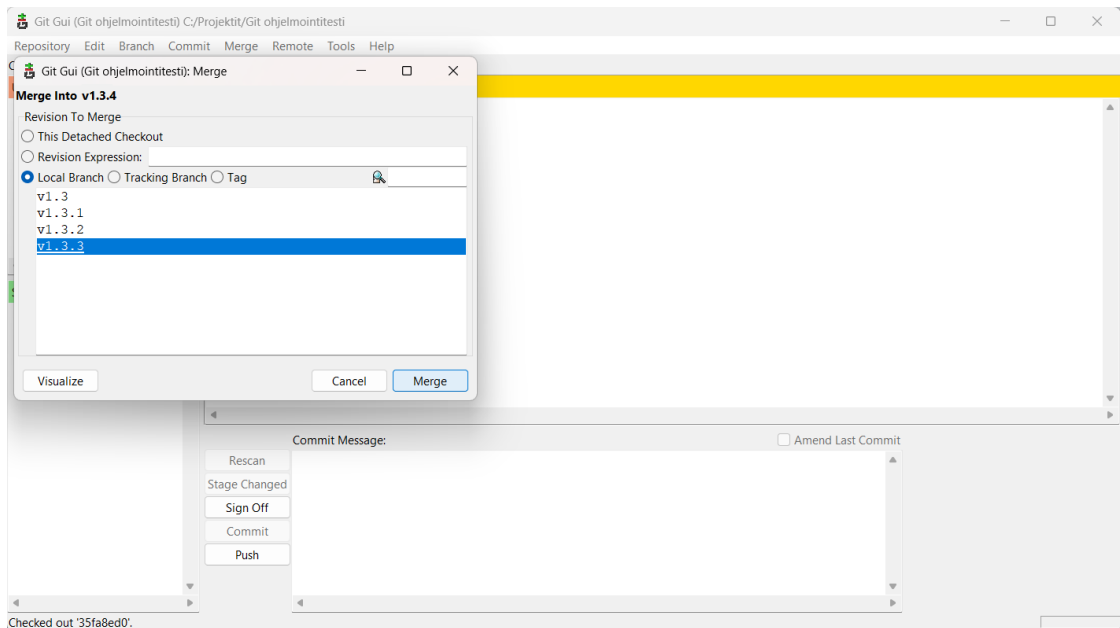 Git Gui (Git ohjelmointitesti) C:/Projektit/Git ohjelmointitesti
Repository Edit Branch Commit Merge Remote Tools Help
Git Gui (Git ohjelmointitesti): Merge
Merge Into v1.3.4
Revision To Merge
This Detached Checkout
Revision Expression:
Local Branch Tracking Branch Tag
v1.3
v1.3.1
v1.3.2
v1.3.3
Visualize Cancel Merge
Commit Message: Amend Last Commit
Rescan
Stage Changed
Sign Off
Commit
Push
Checked out '35fa8ed0'.